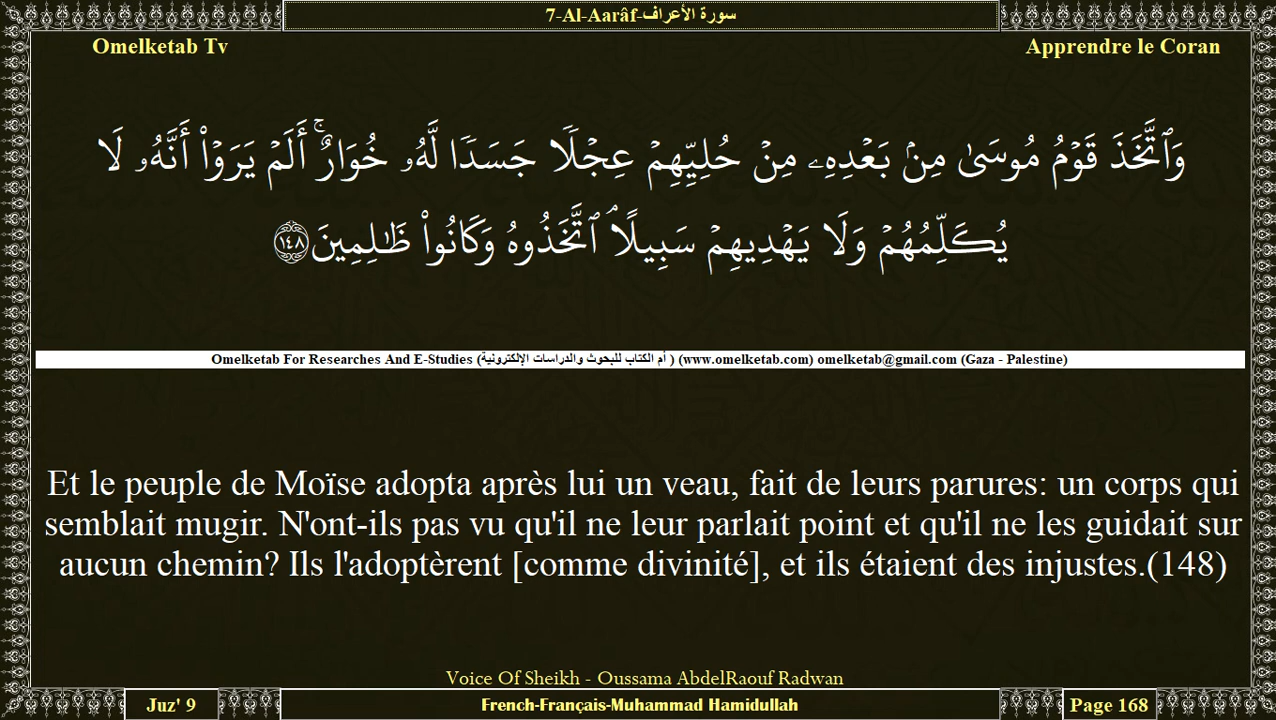 7-Al-Aarâf-سورة الأعراف
Omelketab Tv
Apprendre le Coran
وَٱتَّخَذَ قَوۡمُ مُوسَىٰ مِنۢ بَعۡدِهِۦ مِنۡ حُلِيِّهِمۡ عِجۡلٗا جَسَدٗا لَّهُۥ خُوَارٌۚ أَلَمۡ يَرَوۡاْ أَنَّهُۥ لَا
يُكَلِّمُهُمۡ وَلَا يَهۡدِيهِمۡ سَبِيلًاۘ ٱتَّخَذُوهُ وَكَانُواْ ظَٰلِمِينَ ١٤٨
Omelketab For Researches And E-Studies (أم الكتاب للبحوث والدراسات الإلكترونية ) (www.omelketab.com) omelketab@gmail.com (Gaza - Palestine)
Et le peuple de Moïse adopta après lui un veau, fait de leurs parures: un corps qui
semblait mugir. N'ont-ils pas vu qu'il ne leur parlait point et qu'il ne les guidait sur
aucun chemin? Ils l'adoptèrent [comme divinité], et ils étaient des injustes.(148)
Voice Of Sheikh - Oussama AbdelRaouf Radwan
Juz' 9
French-Français-Muhammad Hamidullah
Page 168